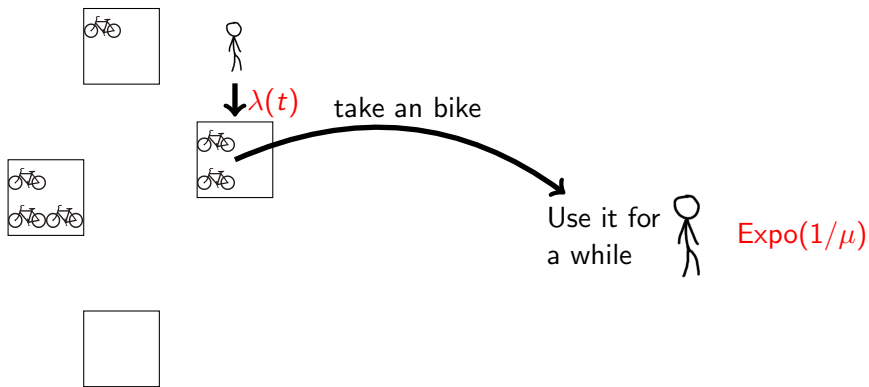 λ(t)
take an bike
Use it for
a while
Expo(1/μ)